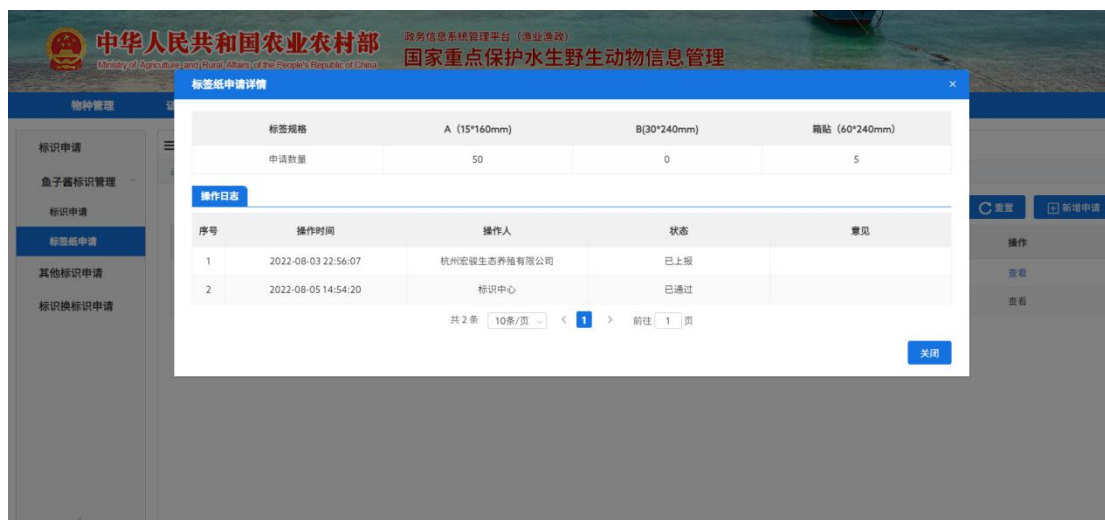 中华人民共和国农业农村部
Ministry of Agriculture and Rural Affairs of the People's Republic of China
政务信息系统管理平台（渔业渔政）
国家重点保护水生野生动物信息管理
物种管理
标签纸申请详情
标签规格 A（15*160mm） B(30*240mm) 箱贴（60*240mm）
申请数量 50 0 5
操作日志
序号 操作时间 操作人 状态 意见
1 2022-08-03 22:56:07 杭州宏骏生态养殖有限公司 已上报
2 2022-08-05 14:54:20 标识中心 已通过
共 2 条 10条/页 1 前往 1 页
关闭
标识申请
鱼子酱标识管理
标识申请
标签纸申请
其他标识申请
标识换标识申请
重置 新增申请
操作
查看
查看